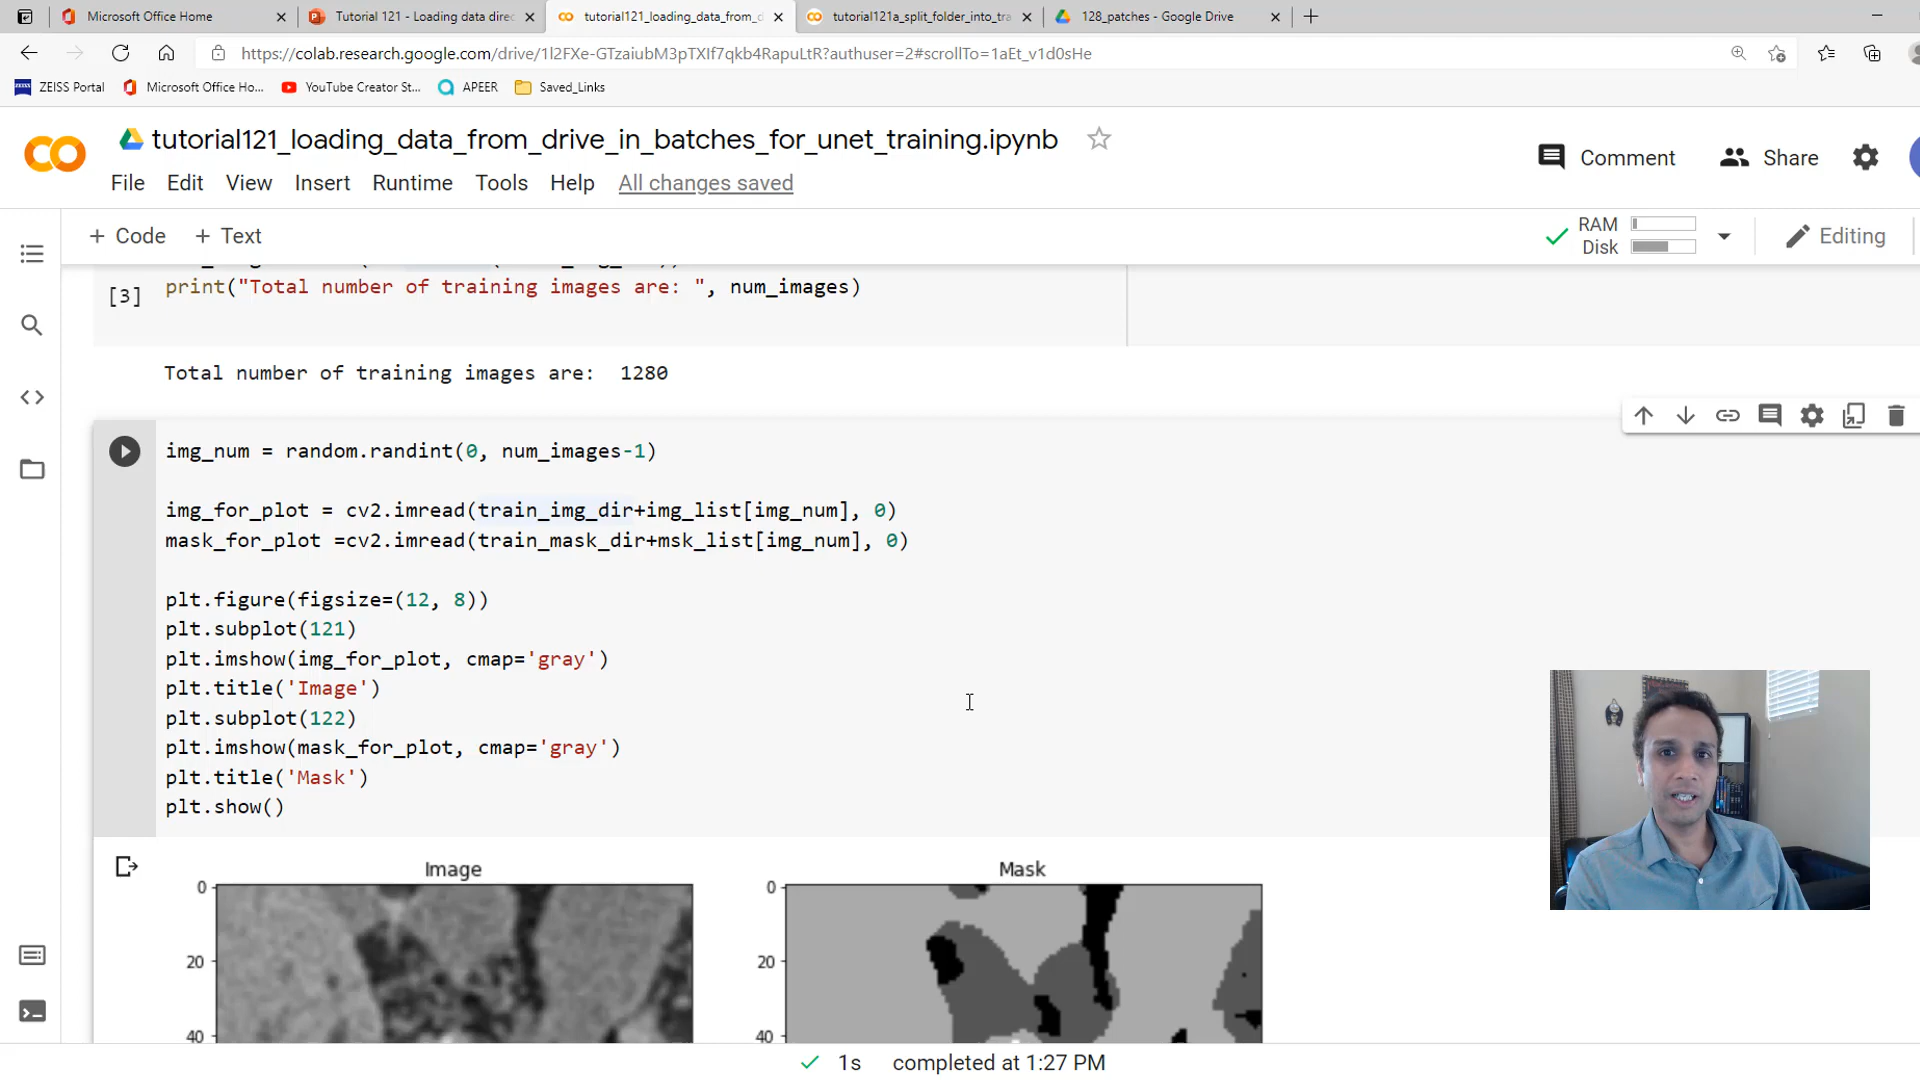 Microsoft Office Home
Tutorial 121 - Loading data direc
tutorial121_loading_data_from_d
tutorial121a_split_folder_into_tra
128_patches - Google Drive
https://colab.research.google.com/drive/1l2FXe-GTzaiubM3pTXIf7qkb4RapuLtR?authuser=2#scrollTo=1aEt_v1d0sHe
ZEISS Portal
Microsoft Office Ho...
YouTube Creator St...
APEER
Saved_Links
tutorial121_loading_data_from_drive_in_batches_for_unet_training.ipynb
Comment
Share
File Edit View Insert Runtime Tools Help All changes saved
+ Code + Text
RAM
Disk
Editing
[3]
print("Total number of training images are: ", num_images)
Total number of training images are:  1280
img_num = random.randint(0, num_images-1)
img_for_plot = cv2.imread(train_img_dir+img_list[img_num], 0)
mask_for_plot =cv2.imread(train_mask_dir+msk_list[img_num], 0)
plt.figure(figsize=(12, 8))
plt.subplot(121)
plt.imshow(img_for_plot, cmap='gray')
plt.title('Image')
plt.subplot(122)
plt.imshow(mask_for_plot, cmap='gray')
plt.title('Mask')
plt.show()
Image
Mask
0
20
40
0
20
40
1s completed at 1:27 PM